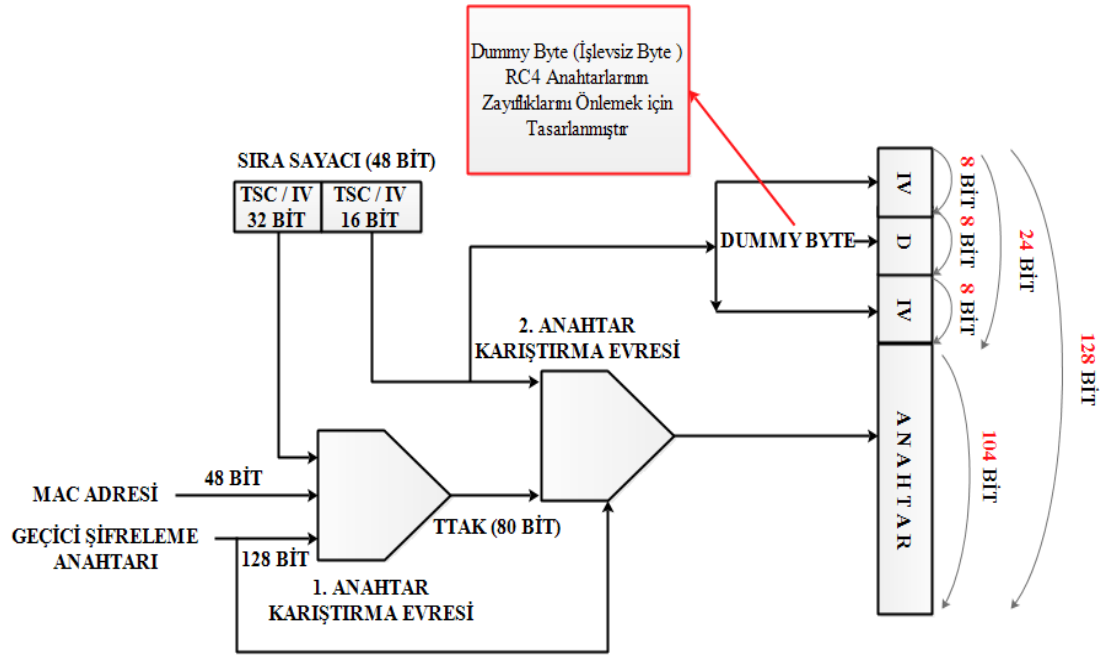 Dummy Byte (İşlevsiz Byte )
RC4 Anahtarlarının
Zayıflıklarını Önlemek için
Tasarlanmıştır
SIRA SAYACI (48 BİT)
TSC / IV
32 BİT
TSC / IV
16 BİT
DUMMY BYTE
IV
D
IV
ANAHTAR
8 BİT
8 BİT
8 BİT
24 BİT
128 BİT
104 BİT
2. ANAHTAR
KARIŞTIRMA EVRESİ
MAC ADRESİ
48 BİT
GEÇİCİ ŞİFRELEME
ANAHTARI
128 BİT
TTAK (80 BİT)
1. ANAHTAR
KARIŞTIRMA EVRESİ